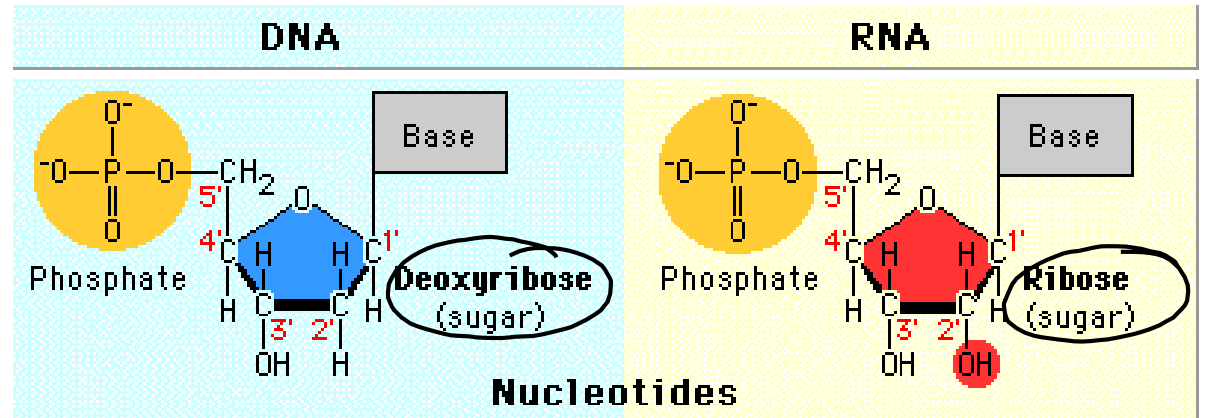 DNA RNA
O⁻ Base O⁻ Base
⁻O P O CH₂ ⁻O P O CH₂
5' O 5' O
O 4' H H C 1' O 4' H H C 1'
C C
Phosphate Deoxyribose Phosphate Ribose
H C C H (sugar) H C C H (sugar)
3' 2' 3' 2'
OH H OH OH
Nucleotides